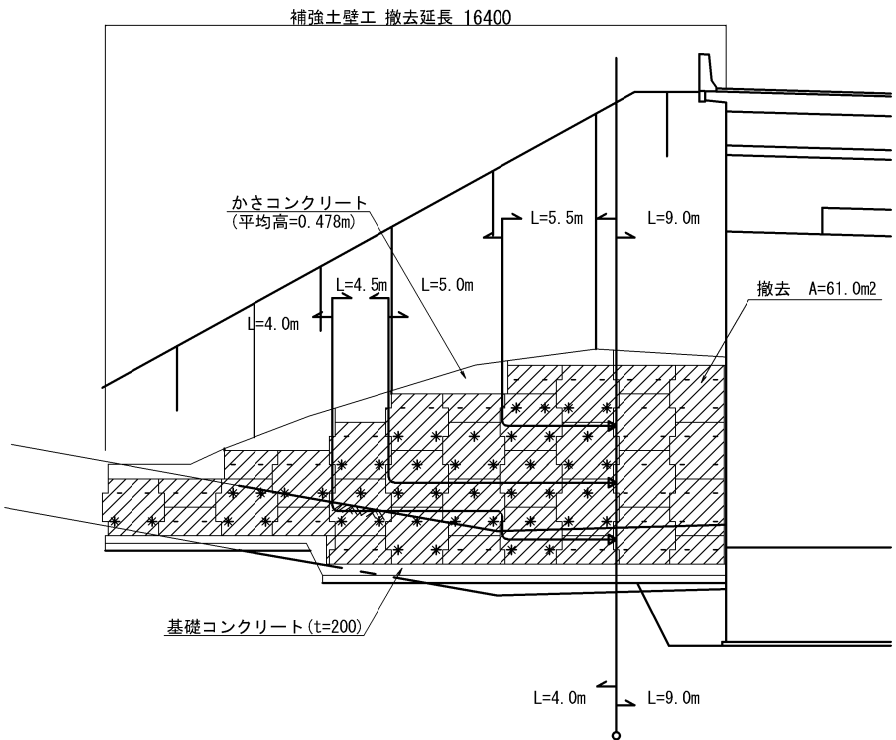 補強土壁工 撤去延長 16400
かさコンクリート
(平均高=0.478m)
L=5.5m
L=9.0m
L=4.5m
L=5.0m
撤去 A=61.0m2
L=4.0m
基礎コンクリート(t=200)
L=4.0m
L=9.0m